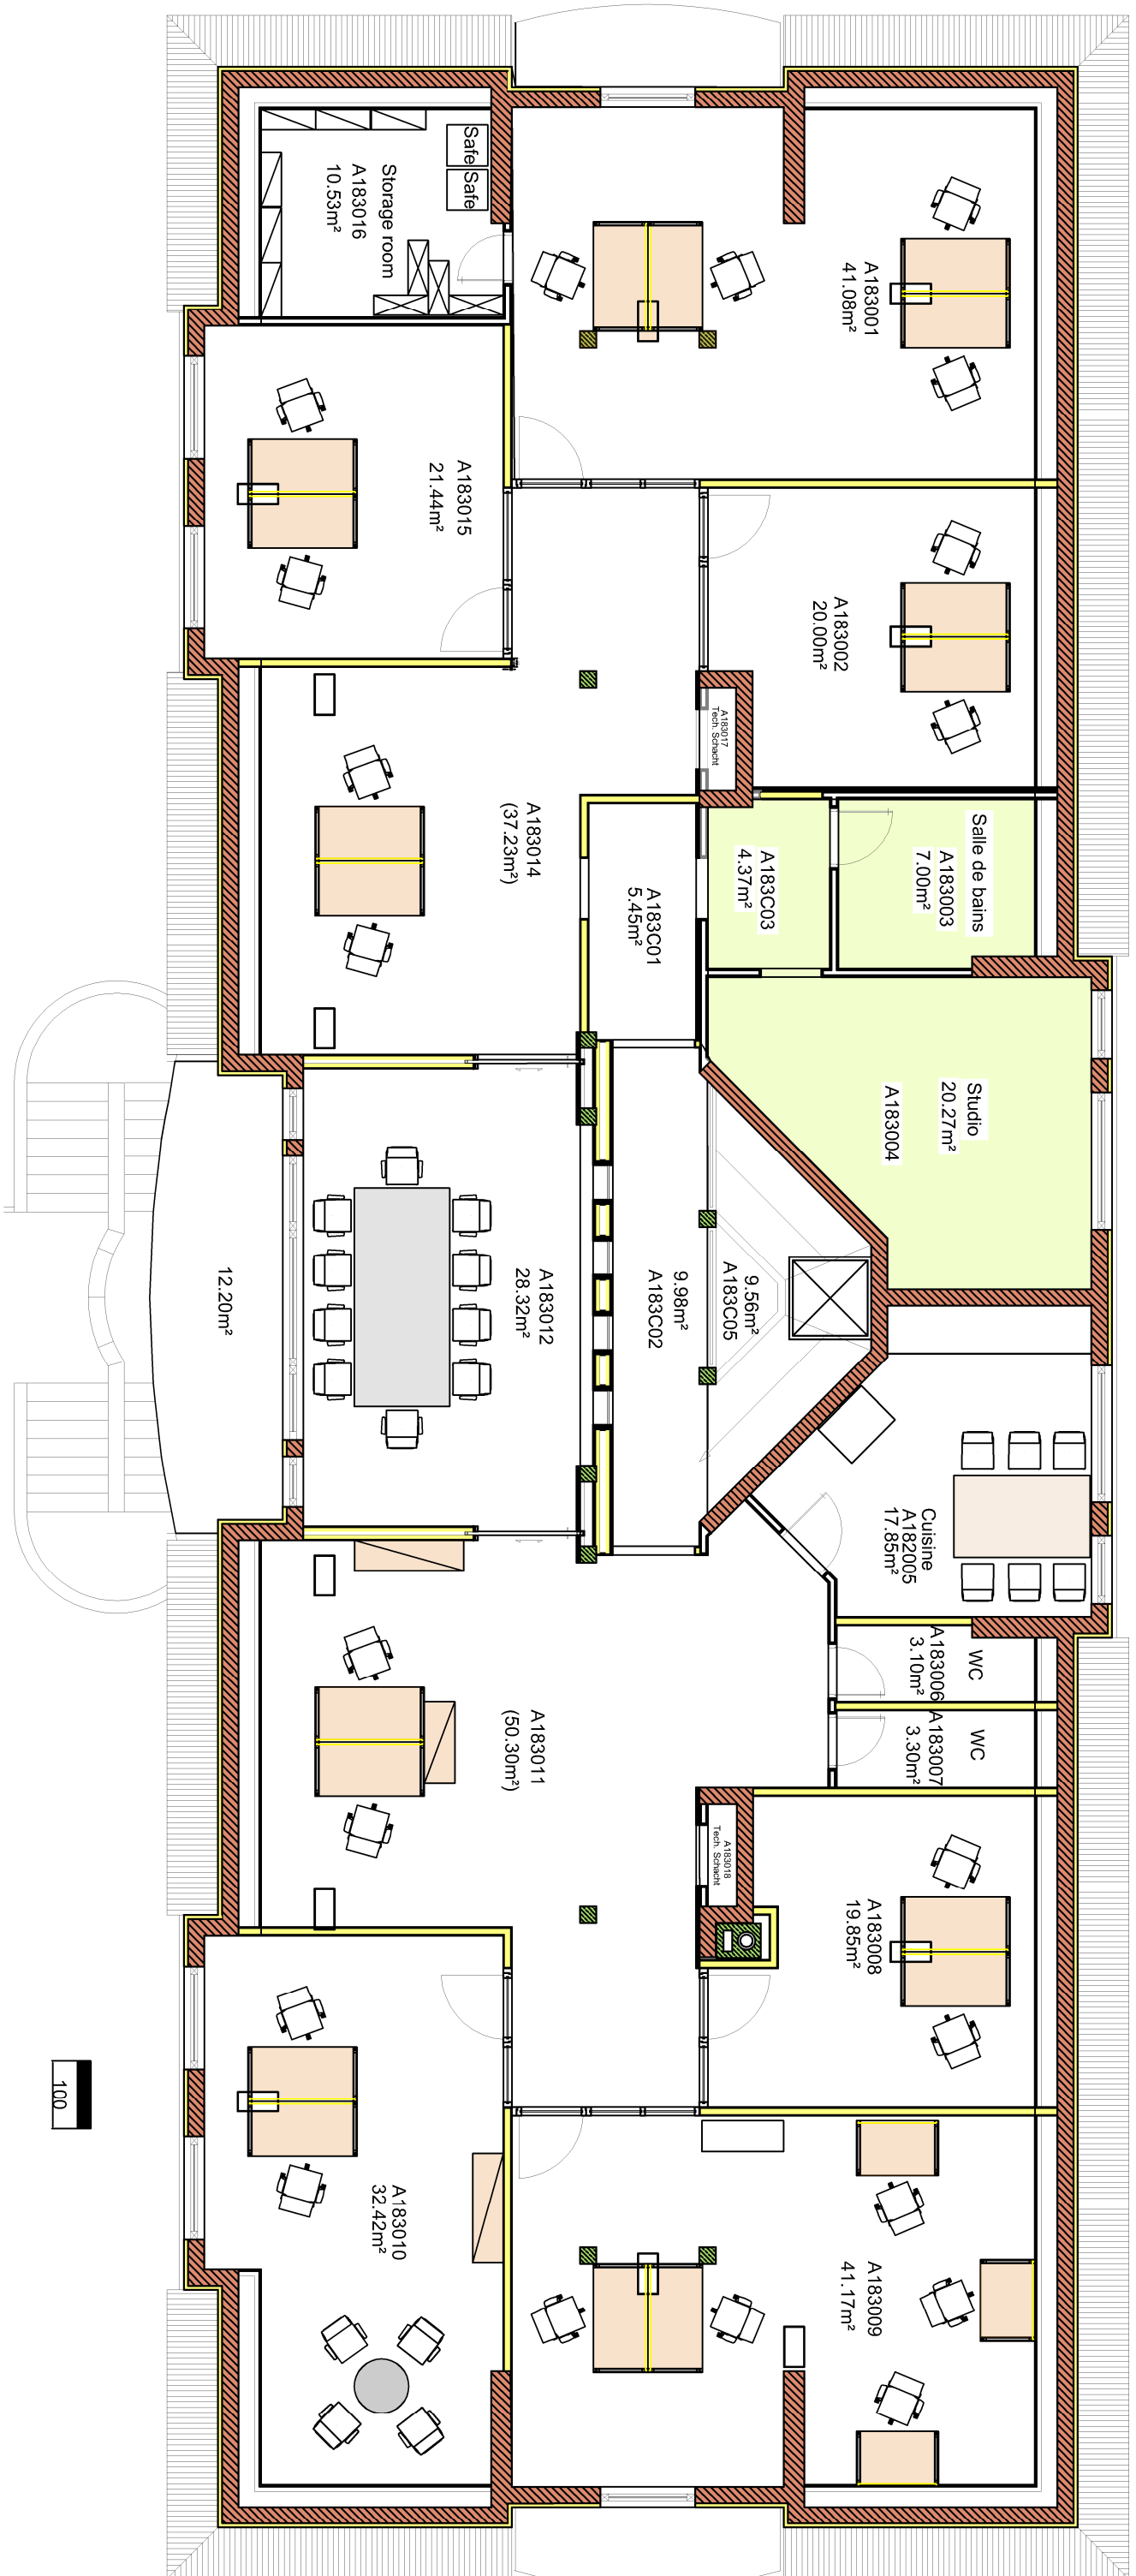 Safe
Safe
Storage room
A183016
10.53m²
A183001
41.08m²
A183015
21.44m²
A183002
20.00m²
A183017
Tech. Schacht
A183014
(37.23m²)
A183C01
5.45m²
A183C03
4.37m²
Salle de bains
A183003
7.00m²
Studio
20.27m²
A183004
9.56m²
A183C05
9.98m²
A183C02
A183012
28.32m²
12.20m²
Cuisine
A182005
17.85m²
WC
A183006
3.10m²
WC
A183007
3.30m²
A183011
(50.30m²)
A183018
Tech. Schacht
A183008
19.85m²
A183010
32.42m²
A183009
41.17m²
100